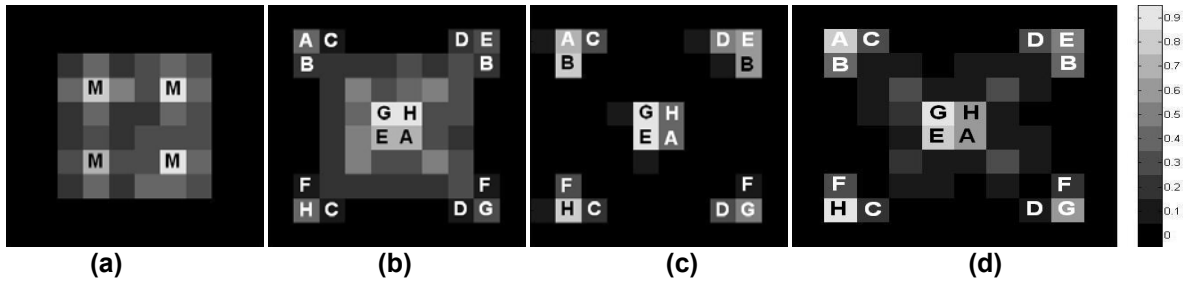 M M
M M
A C D E
B B
G H
E A
F F
H C D G
A C D E
B B
G H
E A
F F
H C D G
A C D E
B B
G H
E A
F F
H C D G
0.9
0.8
0.7
0.6
0.5
0.4
0.3
0.2
0.1
0
(a) (b) (c) (d)